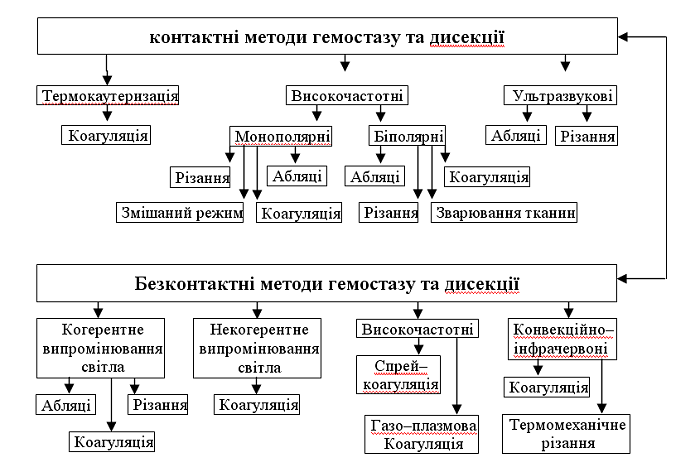 контактні методи гемостазу та дисекції
Термокаутеризація
Високочастотні
Ультразвукові
Коагуляція
Монополярні
Біполярні
Абляці
Різання
Різання
Абляці
Абляці
Коагуляція
Змішаний режим
Коагуляція
Різання
Зварювання тканин
Безконтактні методи гемостазу та дисекції
Когерентне
випромінювання
світла
Некогерентне
випромінювання
світла
Високочастотні
Конвекційно–
інфрачервоні
Абляці
Різання
Коагуляція
Коагуляція
Спрей–
коагуляція
Газо–плазмова
Коагуляція
Коагуляція
Термомеханічне
різання